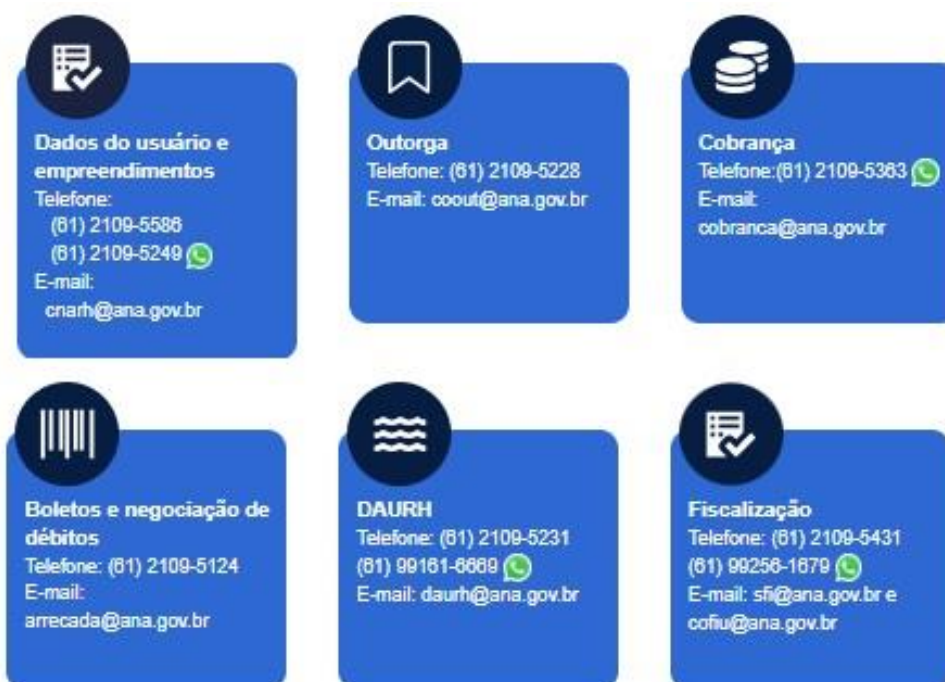 Dados do usuário e
empreendimentos
Telefone:
(61) 2109-5586
(61) 2109-5249
E-mail:
cnarh@ana.gov.br
Outorga
Telefone: (61) 2109-5228
E-mail: coout@ana.gov.br
Cobrança
Telefone:(61) 2109-5363
E-mail:
cobranca@ana.gov.br
Boletos e negociação de
débitos
Telefone: (61) 2109-5124
E-mail:
arrecada@ana.gov.br
DAURH
Telefone: (61) 2109-5231
(61) 99161-6669
E-mail: daurh@ana.gov.br
Fiscalização
Telefone: (61) 2109-5431
(61) 99256-1679
E-mail: sfi@ana.gov.br e
cofiu@ana.gov.br